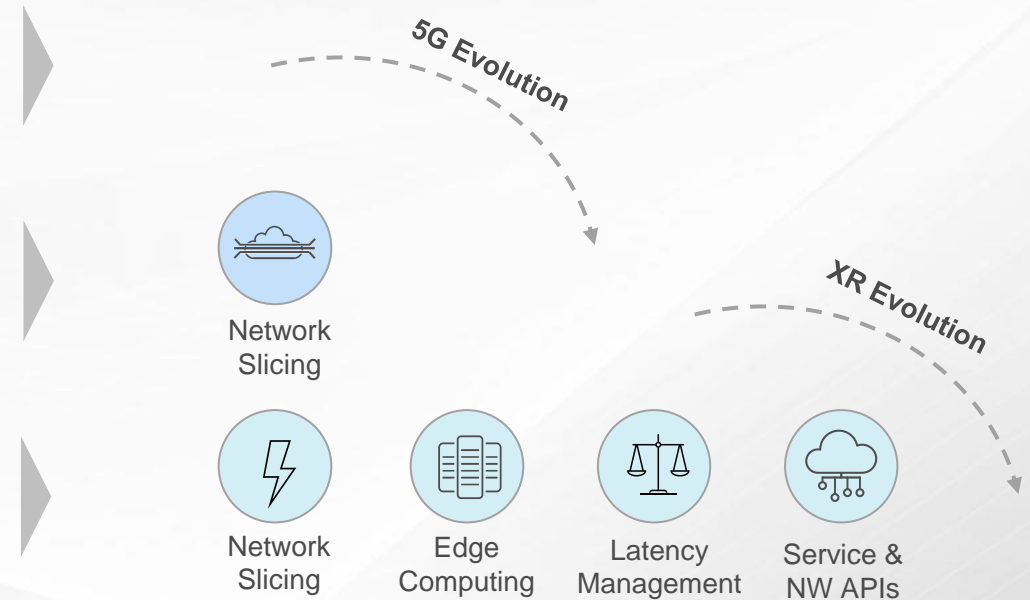 5G Evolution
Network
Slicing
XR Evolution
Network
Slicing
Edge
Computing
Latency
Management
Service &
NW APIs